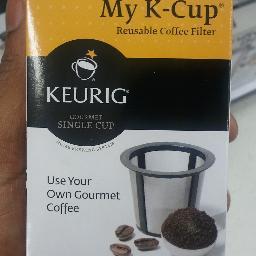 My K-Cup®
Reusable Coffee Filter
KEURIG®
GOURMET
SINGLE CUP
Use Your
Own Gourmet
Coffee